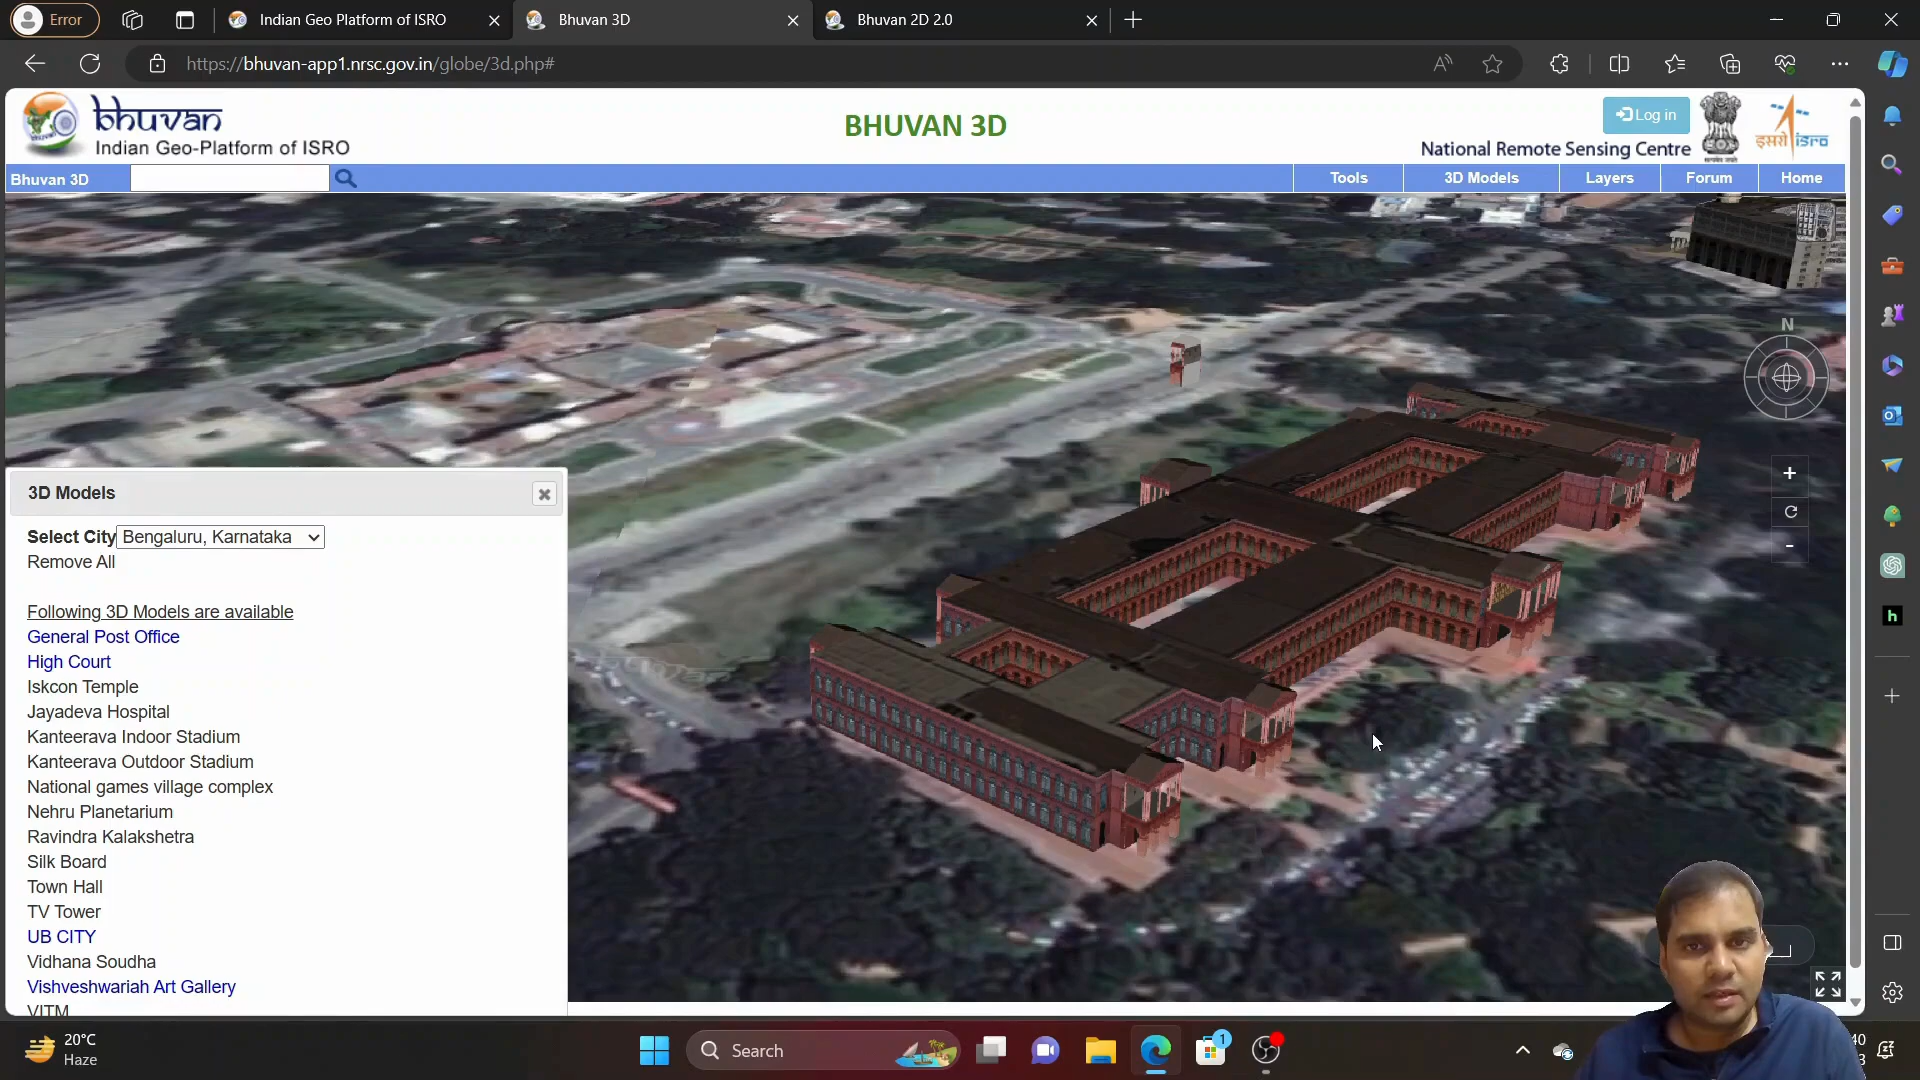 Error
Indian Geo Platform of ISRO
Bhuvan 3D
Bhuvan 2D 2.0
https://bhuvan-app1.nrsc.gov.in/globe/3d.php#
bhuvan
Indian Geo-Platform of ISRO
BHUVAN 3D
Log in
National Remote Sensing Centre
इसरो isro
Bhuvan 3D
Tools
3D Models
Layers
Forum
Home
N
+
-
3D Models
Select City Bengaluru, Karnataka
Remove All
Following 3D Models are available
General Post Office
High Court
Iskcon Temple
Jayadeva Hospital
Kanteerava Indoor Stadium
Kanteerava Outdoor Stadium
National games village complex
Nehru Planetarium
Ravindra Kalakshetra
Silk Board
Town Hall
TV Tower
UB CITY
Vidhana Soudha
Vishveshwariah Art Gallery
VITM
h
20°C
Haze
Search
1
40
3